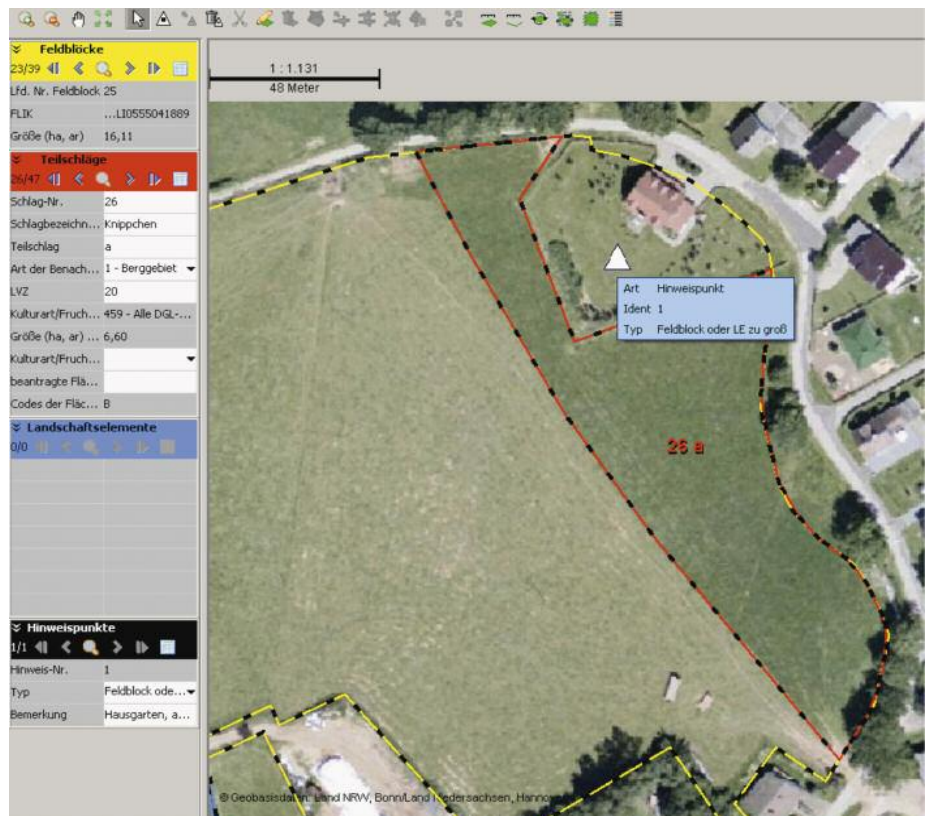 Feldblöcke
23/39
Lfd. Nr. Feldblock 25
FLIK ...LI0555041889
Größe (ha, ar) 16,11
Teilschläge
26/47
Schlag-Nr. 26
Schlagbezeichn... Knippchen
Teilschlag a
Art der Benach... 1 - Berggebiet
LVZ 20
Kulturart/Fruch... 459 - Alle DGL-...
Größe (ha, ar) ... 6,60
Kulturart/Fruch...
beantragte Flä...
Codes der Fläc... B
Landschaftselemente
0/0
Hinweispunkte
1/1
Hinweis-Nr. 1
Typ Feldblock ode...
Bemerkung Hausgarten, a...
1 : 1.131
48 Meter
Art Hinweispunkt
Ident 1
Typ Feldblock oder LE zu groß
26 a
© Geobasisdaten: Land NRW, Bonn/Land Niedersachsen,